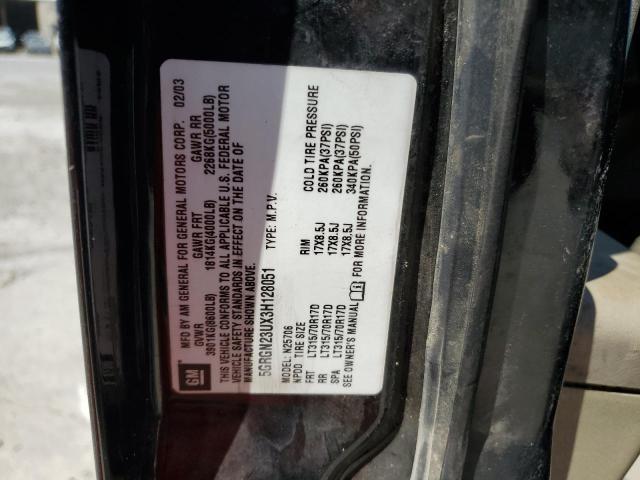 GM
MFD BY AM GENERAL FOR GENERAL MOTORS CORP. 02/03
GVWR GAWR FRT GAWR RR
3901KG(8600LB) 1814KG(4000LB) 2268KG(5000LB)
THIS VEHICLE CONFORMS TO ALL APPLICABLE U.S. FEDERAL MOTOR
VEHICLE SAFETY STANDARDS IN EFFECT ON THE DATE OF
MANUFACTURE SHOWN ABOVE.
5GRGN23UX3H128051 TYPE: M.P.V.
MODEL: N25706
NPDD TIRE SIZE RIM COLD TIRE PRESSURE
FRT LT315/70R17D 17X8.5J 260KPA(37PSI)
RR LT315/70R17D 17X8.5J 260KPA(37PSI)
SPA LT315/70R17D 17X8.5J 340KPA(50PSI)
SEE OWNER'S MANUAL FOR MORE INFORMATION.